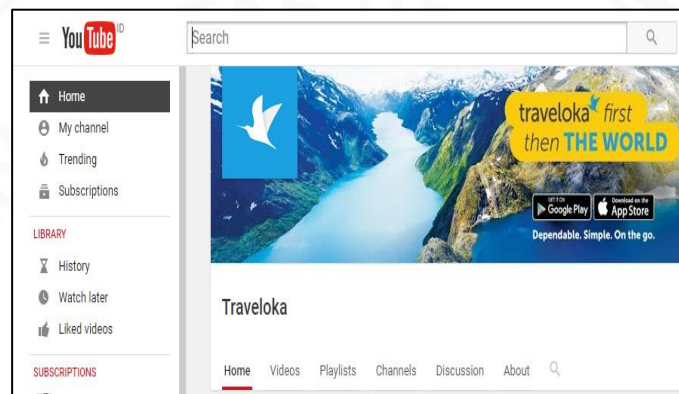 YouTube ID
Search
Home
My channel
Trending
Subscriptions
LIBRARY
History
Watch later
Liked videos
SUBSCRIPTIONS
traveloka first
then THE WORLD
GET IT ON
Google Play
Download on the
App Store
Dependable. Simple. On the go.
Traveloka
Home Videos Playlists Channels Discussion About